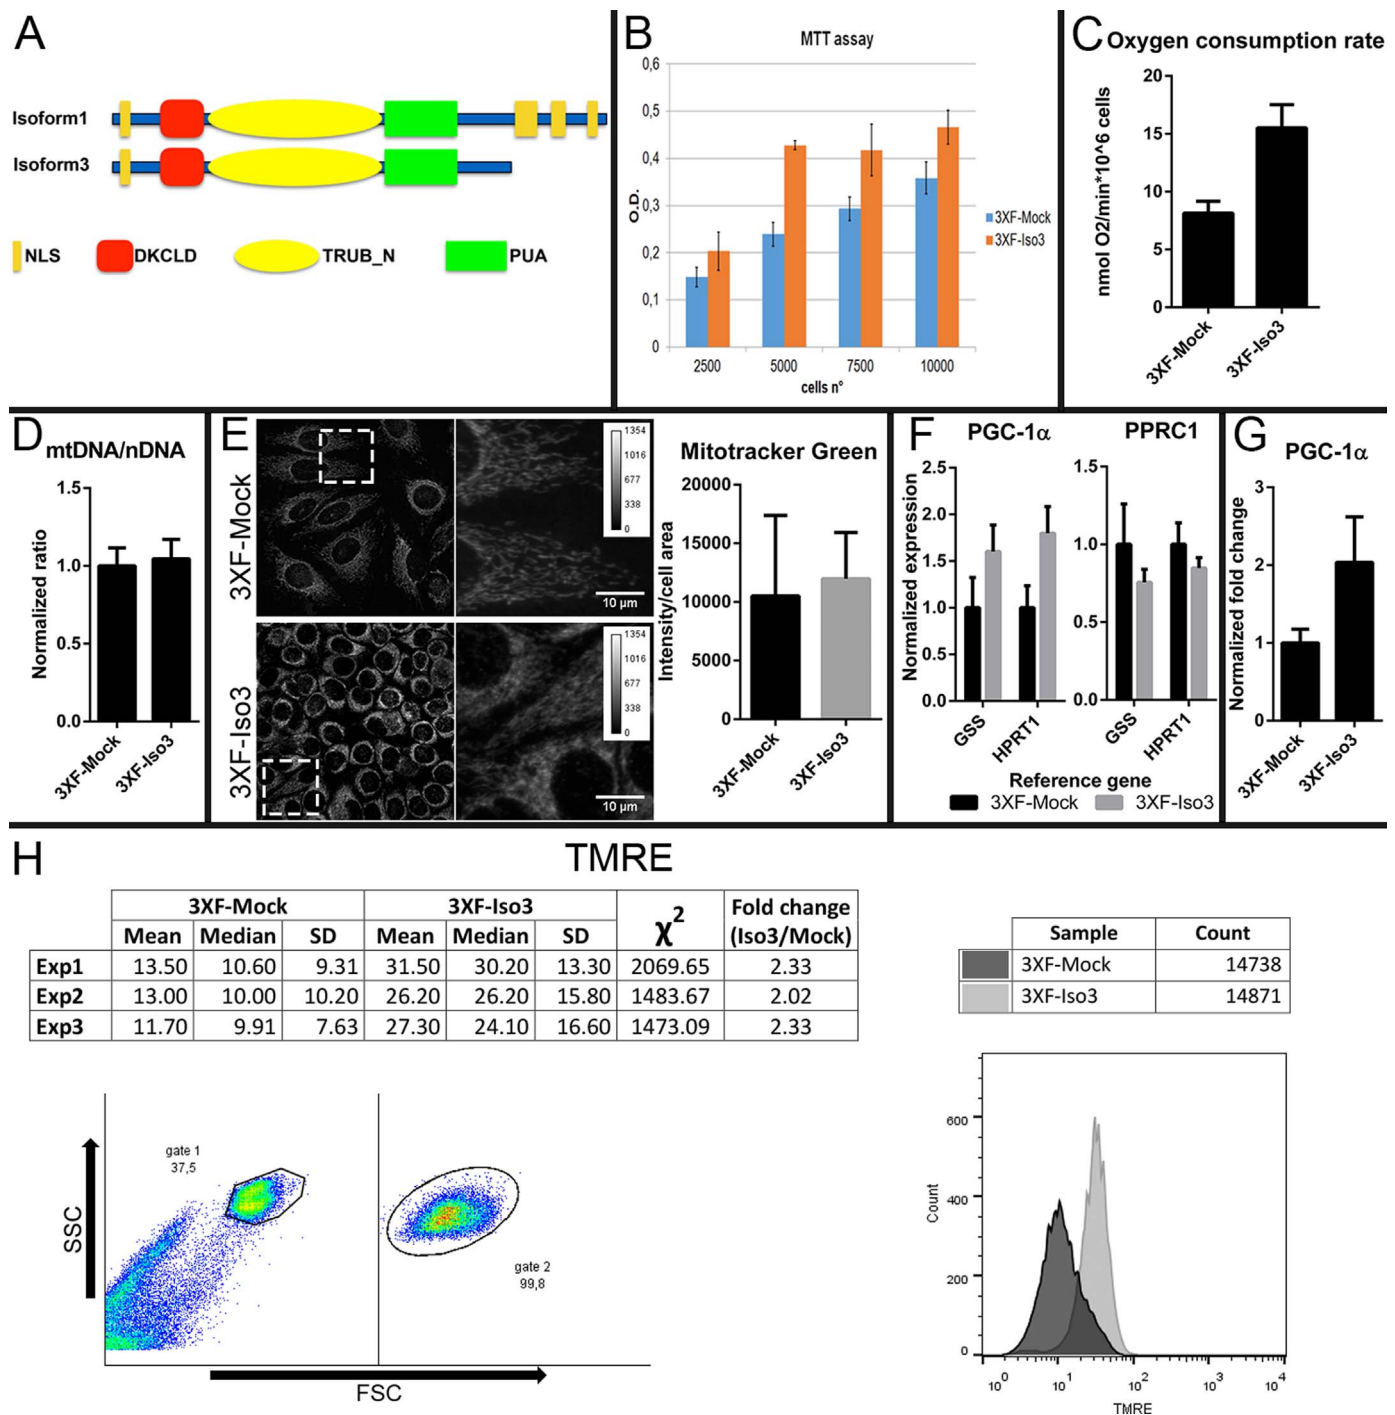 A
Isoform1
Isoform3
NLS
DKCLD
TRUB_N
PUA
B
MTT assay
0,6
0,5
0,4
0,3
0,2
0,1
0
O.D.
2500
5000
7500
10000
cells n°
3XF-Mock
3XF-Iso3
C
Oxygen consumption rate
nmol O2/min*10^6 cells
20
15
10
5
0
3XF-Mock
3XF-Iso3
D
mtDNA/nDNA
Normalized ratio
1.5
1.0
0.5
0.0
3XF-Mock
3XF-Iso3
E
3XF-Mock
1354
1016
677
338
0
10 µm
3XF-Iso3
1354
1016
677
338
0
10 µm
Mitotracker Green
Intensity/cell area
20000
15000
10000
5000
0
3XF-Mock
3XF-Iso3
F
PGC-1α
Normalized expression
2.5
2.0
1.5
1.0
0.5
0.0
GSS
HPRT1
PPRC1
1.5
1.0
0.5
0.0
GSS
HPRT1
Reference gene
3XF-Mock 3XF-Iso3
G
PGC-1α
Normalized fold change
3
2
1
0
3XF-Mock
3XF-Iso3
H
TMRE
3XF-Mock 3XF-Iso3 χ2 Fold change
Mean Median SD Mean Median SD (Iso3/Mock)
Exp1 13.50 10.60 9.31 31.50 30.20 13.30 2069.65 2.33
Exp2 13.00 10.00 10.20 26.20 26.20 15.80 1483.67 2.02
Exp3 11.70 9.91 7.63 27.30 24.10 16.60 1473.09 2.33
Sample Count
3XF-Mock 14738
3XF-Iso3 14871
SSC
gate 1
37,5
gate 2
99,8
FSC
Count
600
400
200
0
10^0 10^1 10^2 10^3 10^4
TMRE